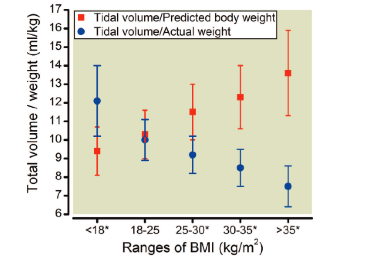 17
16
15
14
13
12
11
10
9
8
7
6
Total volume / weight (ml/kg)
Tidal volume/Predicted body weight
Tidal volume/Actual weight
<18* 18-25 25-30* 30-35* >35*
Ranges of BMI (kg/m²)